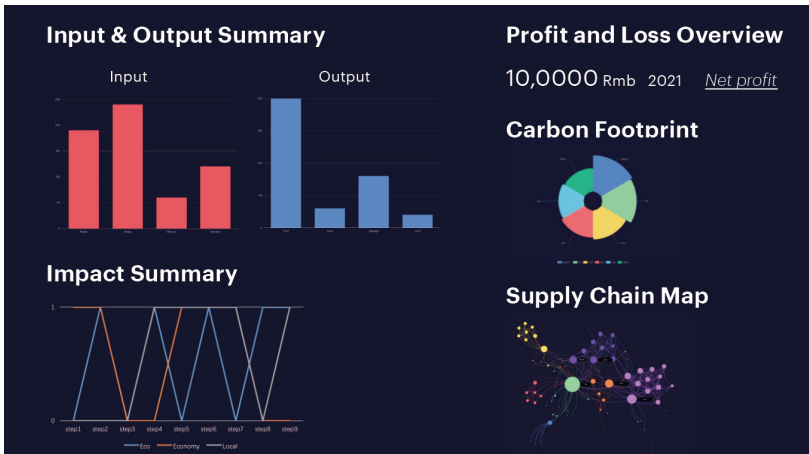 Input & Output Summary
Input
Output
Impact Summary
1
0
step1 step2 step3 step4 step5 step6 step7 step8 step9
Eco Economy Local
Profit and Loss Overview
10,0000 Rmb 2021 Net profit
Carbon Footprint
Supply Chain Map